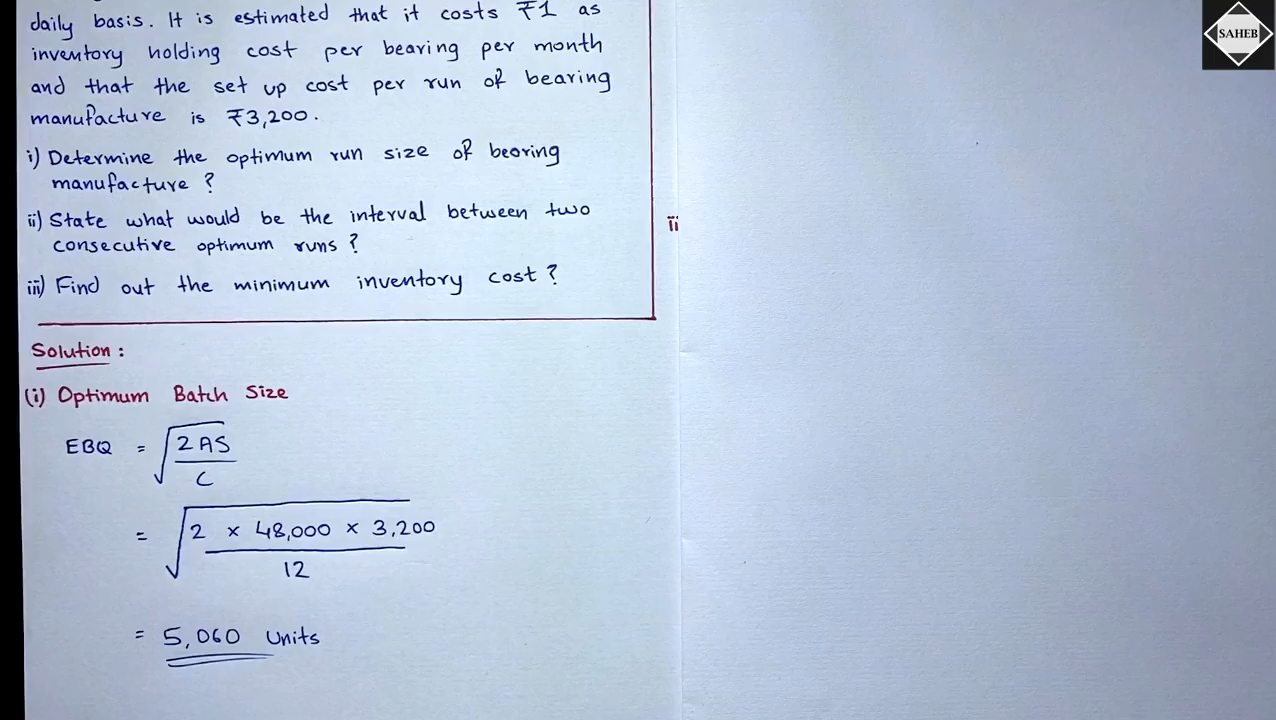 daily basis. It is estimated that it costs ₹1 as
inventory holding cost per bearing per month
and that the set up cost per run of bearing
manufacture is ₹3,200.
i) Determine the optimum run size of bearing
manufacture ?
ii) State what would be the interval between two
consecutive optimum runs ?
iii) Find out the minimum inventory cost ?
Solution :
(i) Optimum Batch Size
EBQ = √2AS
C
= √2 × 48,000 × 3,200
12
= 5,060 Units
ii
SAHEB